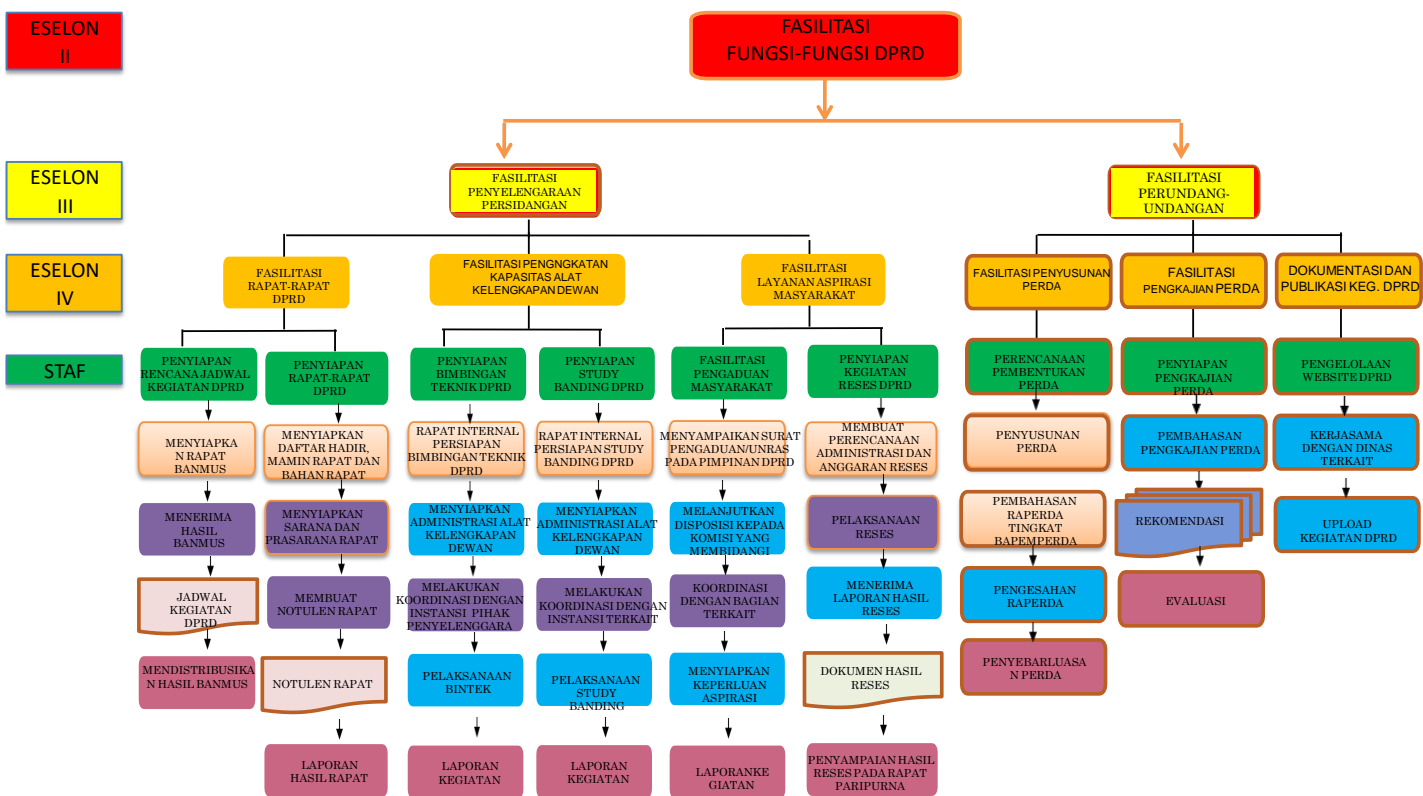 ESELON
II
FASILITASI
FUNGSI-FUNGSI DPRD
ESELON
III
FASILITASI
PENYELENGARAAN
PERSIDANGAN
FASILITASI
PERUNDANG-
UNDANGAN
ESELON
IV
FASILITASI
RAPAT-RAPAT
DPRD
FASILITASI PENGNGKATAN
KAPASITAS ALAT
KELENGKAPAN DEWAN
FASILITASI
LAYANAN ASPIRASI
MASYARAKAT
FASILITASI PENYUSUNAN
PERDA
FASILITASI
PENGKAJIAN PERDA
DOKUMENTASI DAN
PUBLIKASI KEG. DPRD
STAF
PENYIAPAN
RENCANA JADWAL
KEGIATAN DPRD
PENYIAPAN
RAPAT-RAPAT
DPRD
PENYIAPAN
BIMBINGAN
TEKNIK DPRD
PENYIAPAN
STUDY
BANDING DPRD
FASILITASI
PENGADUAN
MASYARAKAT
PENYIAPAN
KEGIATAN
RESES DPRD
PERENCANAAN
PEMBENTUKAN
PERDA
PENYIAPAN
PENGKAJIAN
PERDA
PENGELOLAAN
WEBSITE DPRD
MENYIAPKA
N RAPAT
BANMUS
MENYIAPKAN
DAFTAR HADIR,
MAMIN RAPAT DAN
BAHAN RAPAT
RAPAT INTERNAL
PERSIAPAN
BIMBINGAN TEKNIK
DPRD
RAPAT INTERNAL
PERSIAPAN STUDY
BANDING DPRD
MENYAMPAIKAN SURAT
PENGADUAN/UNRAS
PADA PIMPINAN DPRD
MEMBUAT
PERENCANAAN
ADMINISTRASI DAN
ANGGARAN RESES
PENYUSUNAN
PERDA
PEMBAHASAN
PENGKAJIAN PERDA
KERJASAMA
DENGAN DINAS
TERKAIT
MENERIMA
HASIL
BANMUS
MENYIAPKAN
SARANA DAN
PRASARANA RAPAT
MENYIAPKAN
ADMINISTRASI ALAT
KELENGKAPAN
DEWAN
MENYIAPKAN
ADMINISTRASI ALAT
KELENGKAPAN
DEWAN
MELANJUTKAN
DISPOSISI KEPADA
KOMISI YANG
MEMBIDANGI
PELAKSANAAN
RESES
PEMBAHASAN
RAPERDA
TINGKAT
BAPEMPERDA
REKOMENDASI
UPLOAD
KEGIATAN DPRD
JADWAL
KEGIATAN
DPRD
MEMBUAT
NOTULEN RAPAT
MELAKUKAN
KOORDINASI DENGAN
INSTANSI PIHAK
PENYELENGGARA
MELAKUKAN
KOORDINASI DENGAN
INSTANSI TERKAIT
KOORDINASI
DENGAN BAGIAN
TERKAIT
MENERIMA
LAPORAN HASIL
RESES
PENGESAHAN
RAPERDA
EVALUASI
MENDISTRIBUSIKA
N HASIL BANMUS
NOTULEN RAPAT
PELAKSANAAN
BINTEK
PELAKSANAAN
STUDY
BANDING
MENYIAPKAN
KEPERLUAN
ASPIRASI
DOKUMEN HASIL
RESES
PENYEBARLUASA
N PERDA
LAPORAN
HASIL RAPAT
LAPORAN
KEGIATAN
LAPORAN
KEGIATAN
LAPORANKE
GIATAN
PENYAMPAIAN HASIL
RESES PADA RAPAT
PARIPURNA